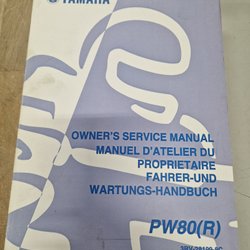 YAMAHA
OWNER'S SERVICE MANUAL
MANUEL D'ATELIER DU
PROPRIETAIRE
FAHRER-UND
WARTUNGS-HANDBUCH
PW80(R)